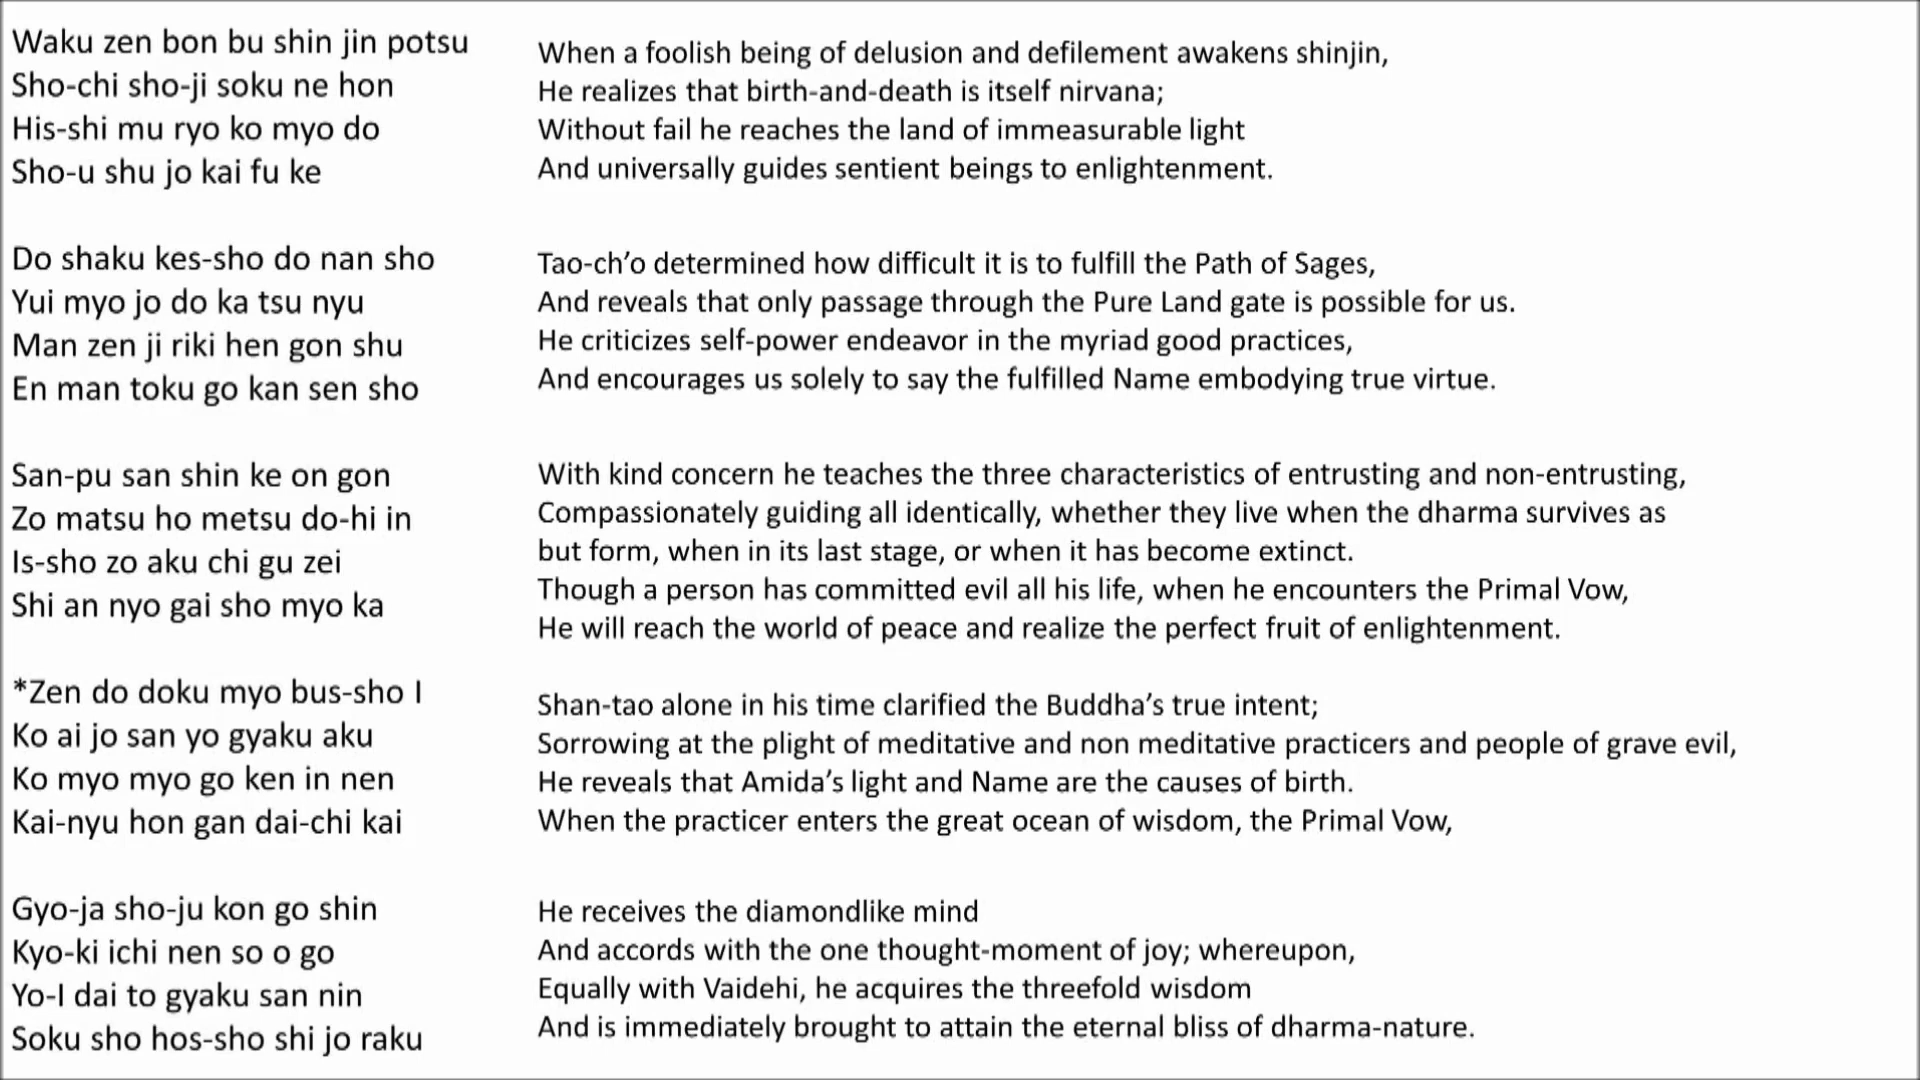 Waku zen bon bu shin jin potsu
Sho-chi sho-ji soku ne hon
His-shi mu ryo ko myo do
Sho-u shu jo kai fu ke
When a foolish being of delusion and defilement awakens shinjin,
He realizes that birth-and-death is itself nirvana;
Without fail he reaches the land of immeasurable light
And universally guides sentient beings to enlightenment.
Do shaku kes-sho do nan sho
Yui myo jo do ka tsu nyu
Man zen ji riki hen gon shu
En man toku go kan sen sho
Tao-ch’o determined how difficult it is to fulfill the Path of Sages,
And reveals that only passage through the Pure Land gate is possible for us.
He criticizes self-power endeavor in the myriad good practices,
And encourages us solely to say the fulfilled Name embodying true virtue.
San-pu san shin ke on gon
Zo matsu ho metsu do-hi in
Is-sho zo aku chi gu zei
Shi an nyo gai sho myo ka
With kind concern he teaches the three characteristics of entrusting and non-entrusting,
Compassionately guiding all identically, whether they live when the dharma survives as
but form, when in its last stage, or when it has become extinct.
Though a person has committed evil all his life, when he encounters the Primal Vow,
He will reach the world of peace and realize the perfect fruit of enlightenment.
*Zen do doku myo bus-sho I
Ko ai jo san yo gyaku aku
Ko myo myo go ken in nen
Kai-nyu hon gan dai-chi kai
Shan-tao alone in his time clarified the Buddha’s true intent;
Sorrowing at the plight of meditative and non meditative practicers and people of grave evil,
He reveals that Amida’s light and Name are the causes of birth.
When the practicer enters the great ocean of wisdom, the Primal Vow,
Gyo-ja sho-ju kon go shin
Kyo-ki ichi nen so o go
Yo-I dai to gyaku san nin
Soku sho hos-sho shi jo raku
He receives the diamondlike mind
And accords with the one thought-moment of joy; whereupon,
Equally with Vaidehi, he acquires the threefold wisdom
And is immediately brought to attain the eternal bliss of dharma-nature.